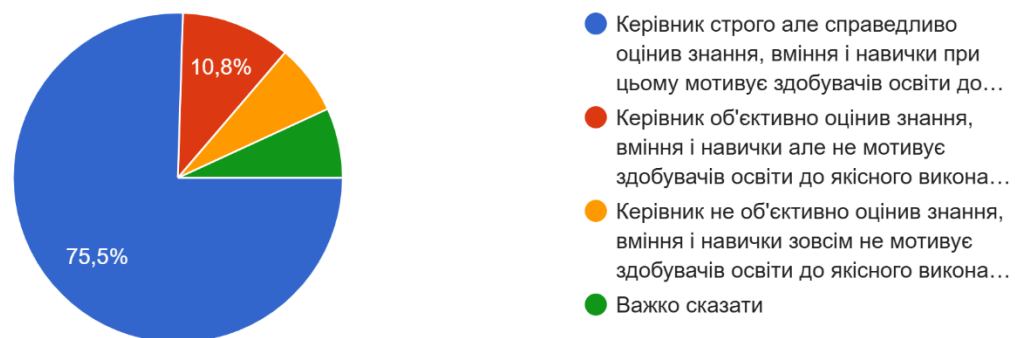 10,8%
75,5%
Керівник строго але справедливо
оцінив знання, вміння і навички при
цьому мотивує здобувачів освіти до…
Керівник об'єктивно оцінив знання,
вміння і навички але не мотивує
здобувачів освіти до якісного викона…
Керівник не об'єктивно оцінив знання,
вміння і навички зовсім не мотивує
здобувачів освіти до якісного викона…
Важко сказати